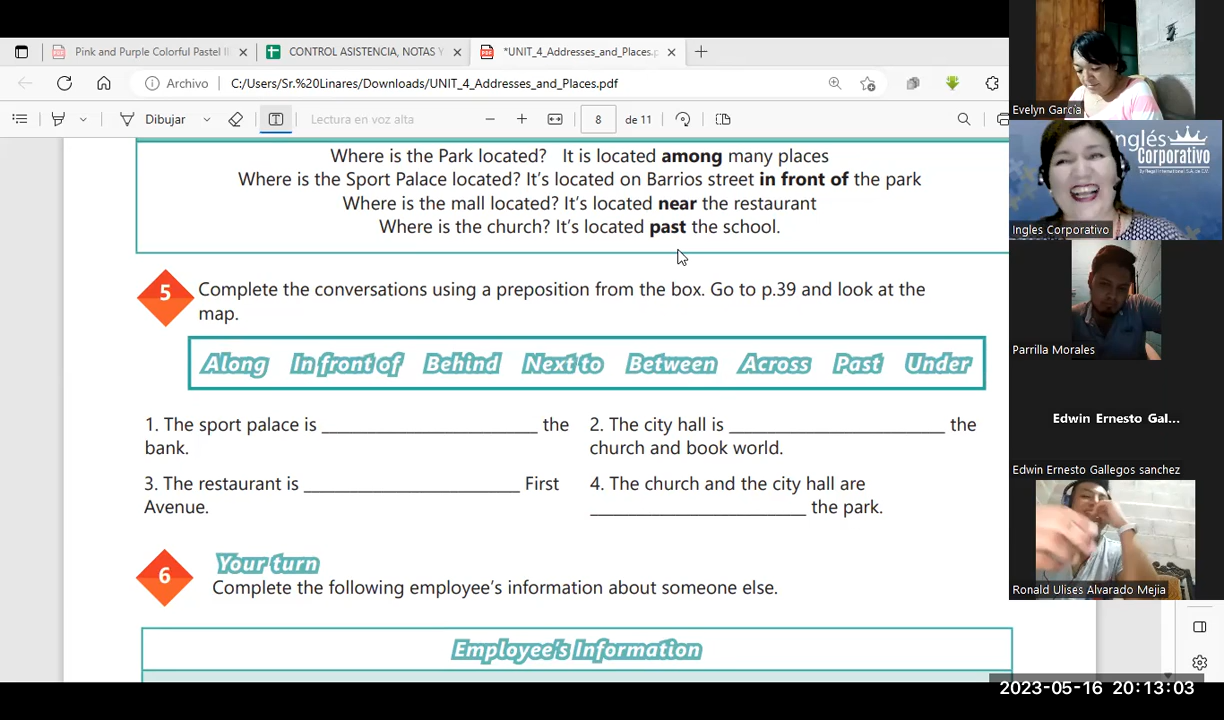 Pink and Purple Colorful Pastel Il
CONTROL ASISTENCIA, NOTAS Y
*UNIT_4_Addresses_and_Places.p
Archivo
C:/Users/Sr.%20Linares/Downloads/UNIT_4_Addresses_and_Places.pdf
Dibujar
Lectura en voz alta
8
de 11
Where is the Park located? It is located among many places
Where is the Sport Palace located? It's located on Barrios street in front of the park
Where is the mall located? It's located near the restaurant
Where is the church? It's located past the school.
5
Complete the conversations using a preposition from the box. Go to p.39 and look at the
map.
Along In front of Behind Next to Between Across Past Under
1. The sport palace is ______________________ the
bank.
2. The city hall is ______________________ the
church and book world.
3. The restaurant is ______________________ First
Avenue.
4. The church and the city hall are
______________________ the park.
6
Your turn
Complete the following employee's information about someone else.
Employee's Information
Evelyn García
inglés
Corporativo
Ingles Corporativo
Parrilla Morales
Edwin Ernesto Gal...
Edwin Ernesto Gallegos sanchez
Ronald Ulises Alvarado Mejia
2023-05-16 20:13:03